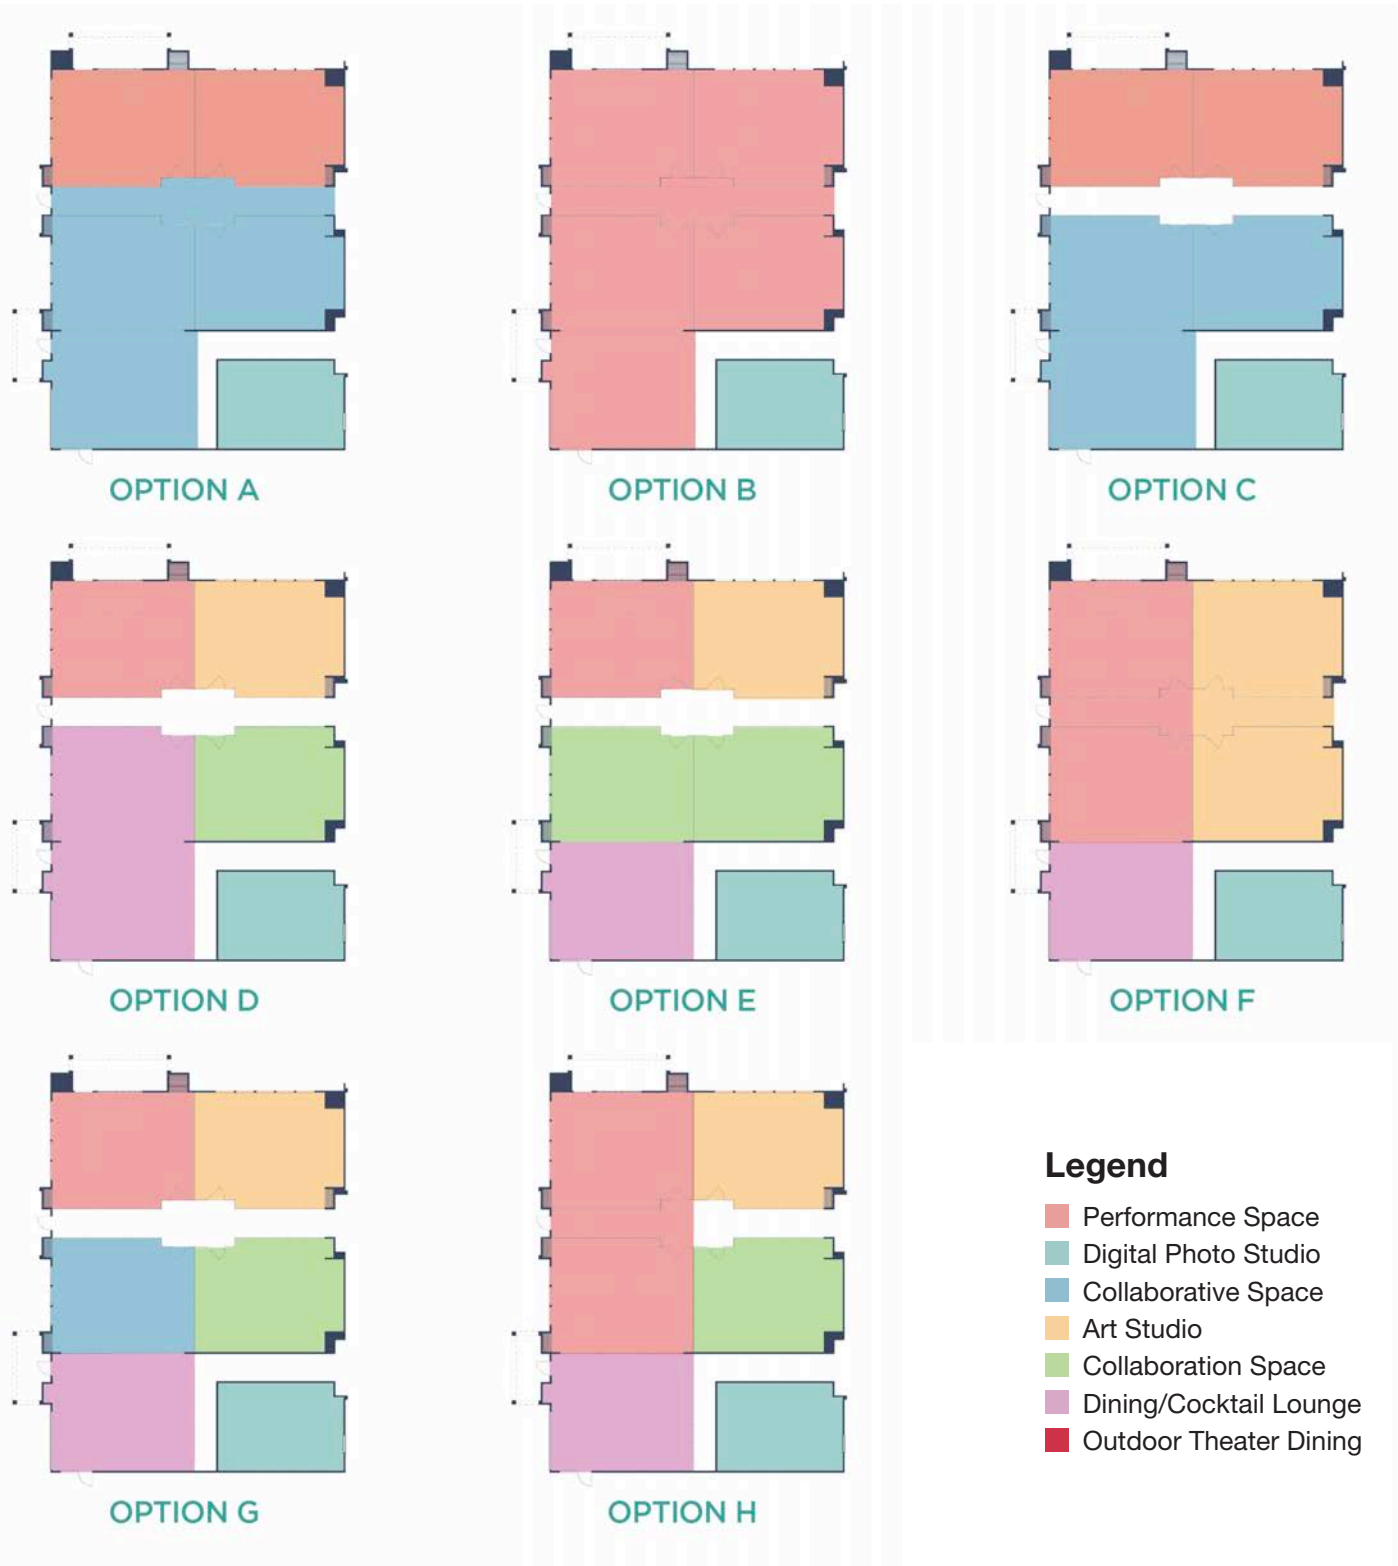 OPTION A
OPTION B
OPTION C
OPTION D
OPTION E
OPTION F
OPTION G
OPTION H
Legend
Performance Space
Digital Photo Studio
Collaborative Space
Art Studio
Collaboration Space
Dining/Cocktail Lounge
Outdoor Theater Dining